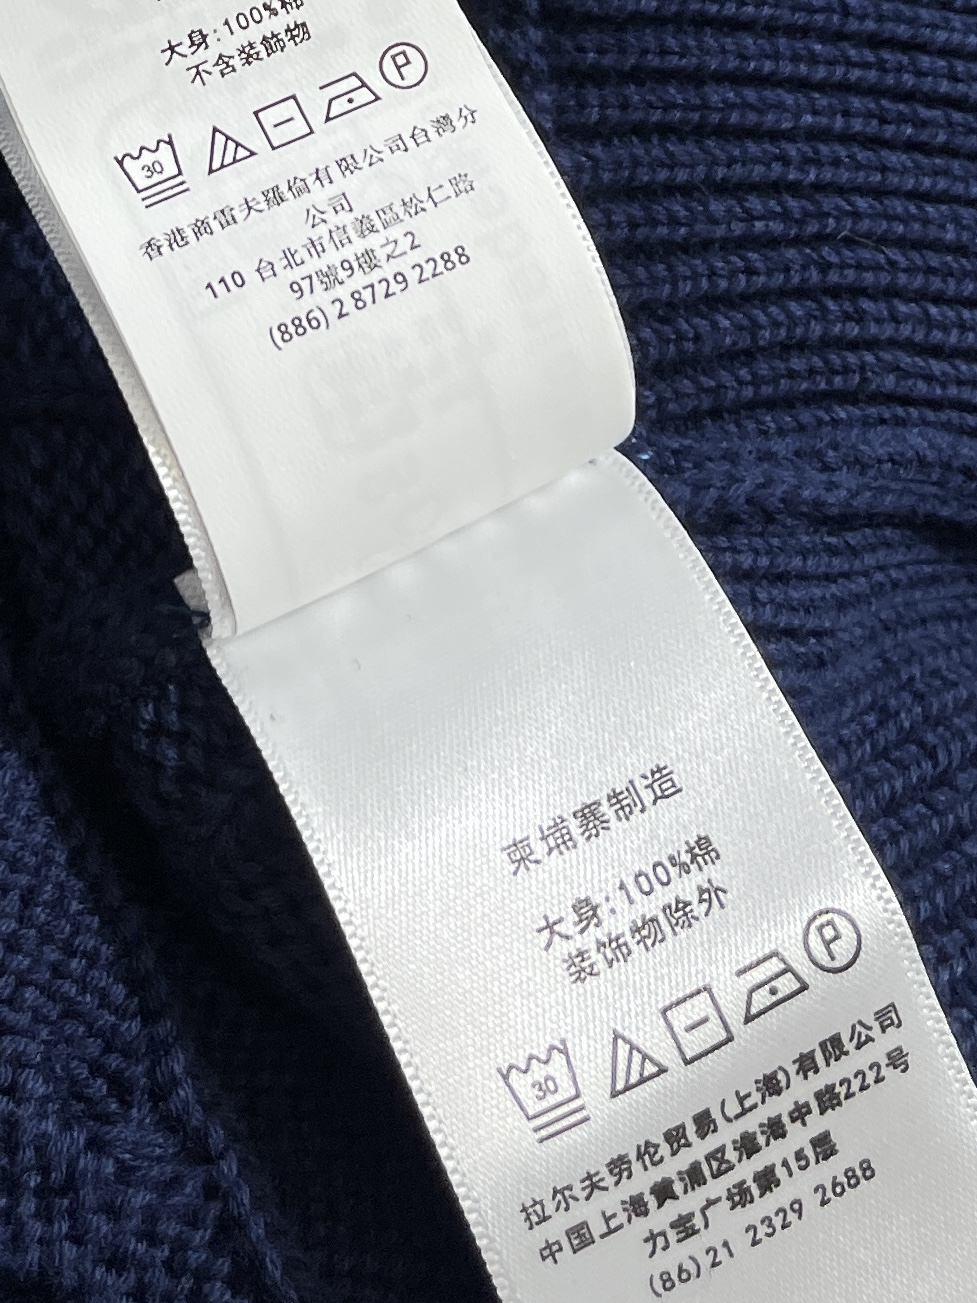 大身:100%棉
不含裝飾物
30
P
香港商雷夫羅倫有限公司台灣分
公司
110 台北市信義區松仁路
97號9樓之2
(886) 2 8729 2288
柬埔寨制造
大身:100%棉
装饰物除外
30
P
拉尔夫劳伦贸易(上海)有限公司
中国上海黄浦区淮海中路222号
力宝广场第15层
(86)21 2329 2688